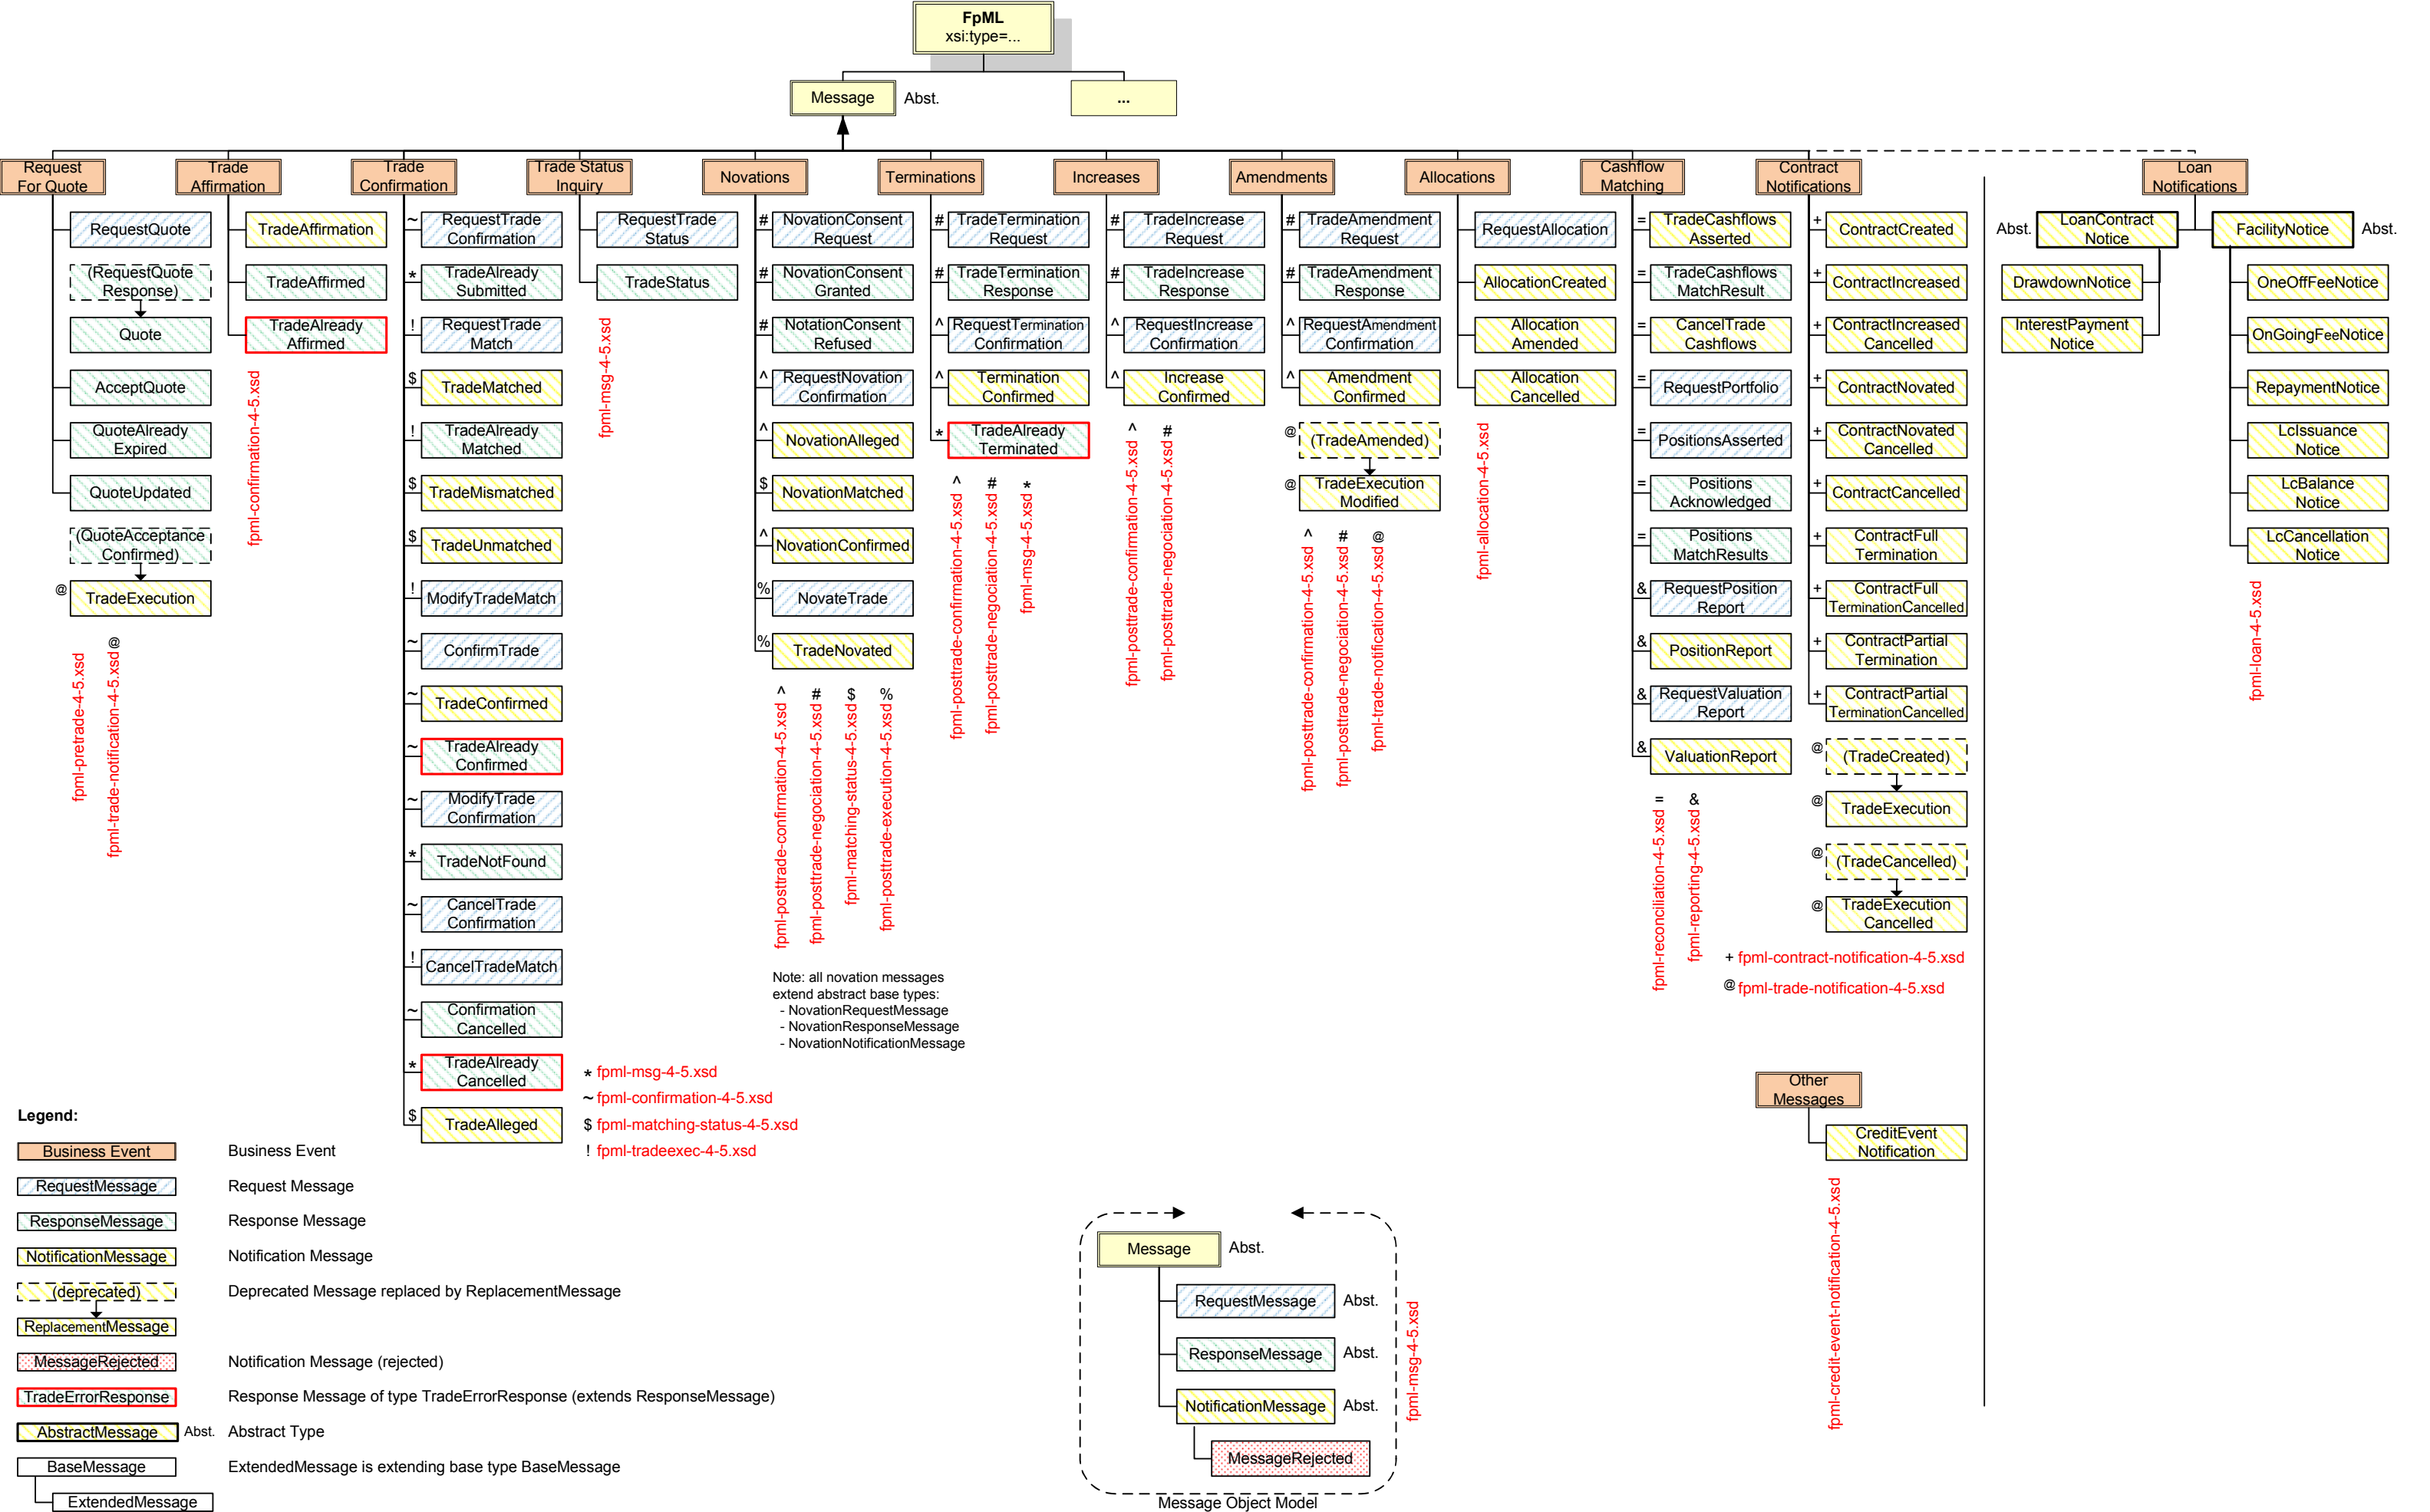 FpML
xsi:type=...
Message
Abst.
...
Request
For Quote
RequestQuote
(RequestQuote
Response)
Quote
AcceptQuote
QuoteAlready
Expired
QuoteUpdated
(QuoteAcceptance
Confirmed)
@
TradeExecution
fpml-pretrade-4-5.xsd
fpml-trade-notification-4-5.xsd @
Trade
Affirmation
TradeAffirmation
TradeAffirmed
TradeAlready
Affirmed
fpml-confirmation-4-5.xsd
Trade
Confirmation
~
RequestTrade
Confirmation
*
TradeAlready
Submitted
!
RequestTrade
Match
$
TradeMatched
!
TradeAlready
Matched
$
TradeMismatched
$
TradeUnmatched
!
ModifyTradeMatch
~
ConfirmTrade
~
TradeConfirmed
~
TradeAlready
Confirmed
~
ModifyTrade
Confirmation
*
TradeNotFound
~
CancelTrade
Confirmation
!
CancelTradeMatch
~
Confirmation
Cancelled
*
TradeAlready
Cancelled
$
TradeAlleged
* fpml-msg-4-5.xsd
~ fpml-confirmation-4-5.xsd
$ fpml-matching-status-4-5.xsd
! fpml-tradeexec-4-5.xsd
Trade Status
Inquiry
RequestTrade
Status
TradeStatus
fpml-msg-4-5.xsd
Novations
#
NovationConsent
Request
#
NovationConsent
Granted
#
NotationConsent
Refused
^
RequestNovation
Confirmation
^
NovationAlleged
$
NovationMatched
^
NovationConfirmed
%
NovateTrade
%
TradeNovated
fpml-posttrade-confirmation-4-5.xsd ^
fpml-posttrade-negociation-4-5.xsd #
fpml-matching-status-4-5.xsd $
fpml-posttrade-execution-4-5.xsd %
Note: all novation messages
extend abstract base types:
- NovationRequestMessage
- NovationResponseMessage
- NovationNotificationMessage
Terminations
#
TradeTermination
Request
#
TradeTermination
Response
^
RequestTermination
Confirmation
^
Termination
Confirmed
*
TradeAlready
Terminated
fpml-posttrade-confirmation-4-5.xsd ^
fpml-posttrade-negociation-4-5.xsd #
fpml-msg-4-5.xsd *
Increases
#
TradeIncrease
Request
#
TradeIncrease
Response
^
RequestIncrease
Confirmation
^
Increase
Confirmed
fpml-posttrade-confirmation-4-5.xsd ^
fpml-posttrade-negociation-4-5.xsd #
Amendments
#
TradeAmendment
Request
#
TradeAmendment
Response
^
RequestAmendment
Confirmation
^
Amendment
Confirmed
@
(TradeAmended)
@
TradeExecution
Modified
fpml-posttrade-confirmation-4-5.xsd ^
fpml-posttrade-negociation-4-5.xsd #
fpml-trade-notification-4-5.xsd @
Allocations
RequestAllocation
AllocationCreated
Allocation
Amended
Allocation
Cancelled
fpml-allocation-4-5.xsd
Cashflow
Matching
=
TradeCashflows
Asserted
=
TradeCashflows
MatchResult
=
CancelTrade
Cashflows
=
RequestPortfolio
=
PositionsAsserted
=
Positions
Acknowledged
=
Positions
MatchResults
&
RequestPosition
Report
&
PositionReport
&
RequestValuation
Report
&
ValuationReport
fpml-reconciliation-4-5.xsd =
fpml-reporting-4-5.xsd &
Contract
Notifications
+
ContractCreated
+
ContractIncreased
+
ContractIncreased
Cancelled
+
ContractNovated
+
ContractNovated
Cancelled
+
ContractCancelled
+
ContractFull
Termination
+
ContractFull
TerminationCancelled
+
ContractPartial
Termination
+
ContractPartial
TerminationCancelled
@
(TradeCreated)
@
TradeExecution
@
(TradeCancelled)
@
TradeExecution
Cancelled
+ fpml-contract-notification-4-5.xsd
@ fpml-trade-notification-4-5.xsd
Other
Messages
CreditEvent
Notification
fpml-credit-event-notification-4-5.xsd
Loan
Notifications
Abst.
LoanContract
Notice
FacilityNotice
Abst.
DrawdownNotice
InterestPayment
Notice
OneOffFeeNotice
OnGoingFeeNotice
RepaymentNotice
LcIssuance
Notice
LcBalance
Notice
LcCancellation
Notice
fpml-loan-4-5.xsd
Legend:
Business Event
Business Event
RequestMessage
Request Message
ResponseMessage
Response Message
NotificationMessage
Notification Message
(deprecated)
Deprecated Message replaced by ReplacementMessage
ReplacementMessage
MessageRejected
Notification Message (rejected)
TradeErrorResponse
Response Message of type TradeErrorResponse (extends ResponseMessage)
AbstractMessage
Abst.
Abstract Type
BaseMessage
ExtendedMessage is extending base type BaseMessage
ExtendedMessage
Message
Abst.
RequestMessage
Abst.
ResponseMessage
Abst.
NotificationMessage
Abst.
MessageRejected
fpml-msg-4-5.xsd
Message Object Model